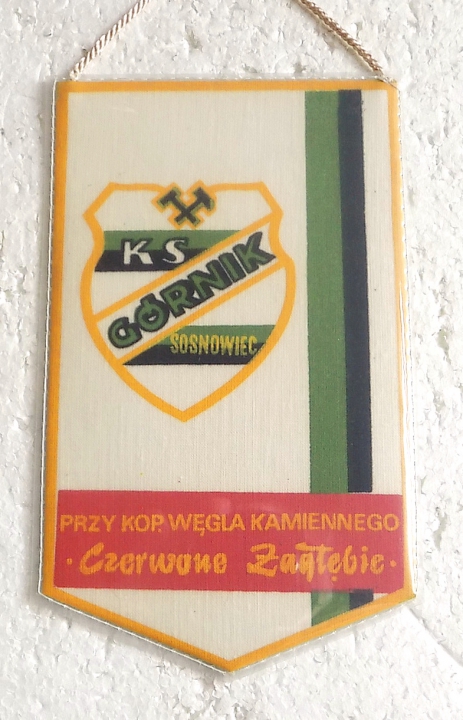 KS
GÓRNIK
SOSNOWIEC
PRZY KOP. WĘGLA KAMIENNEGO
· Czerwone Zagłębie ·